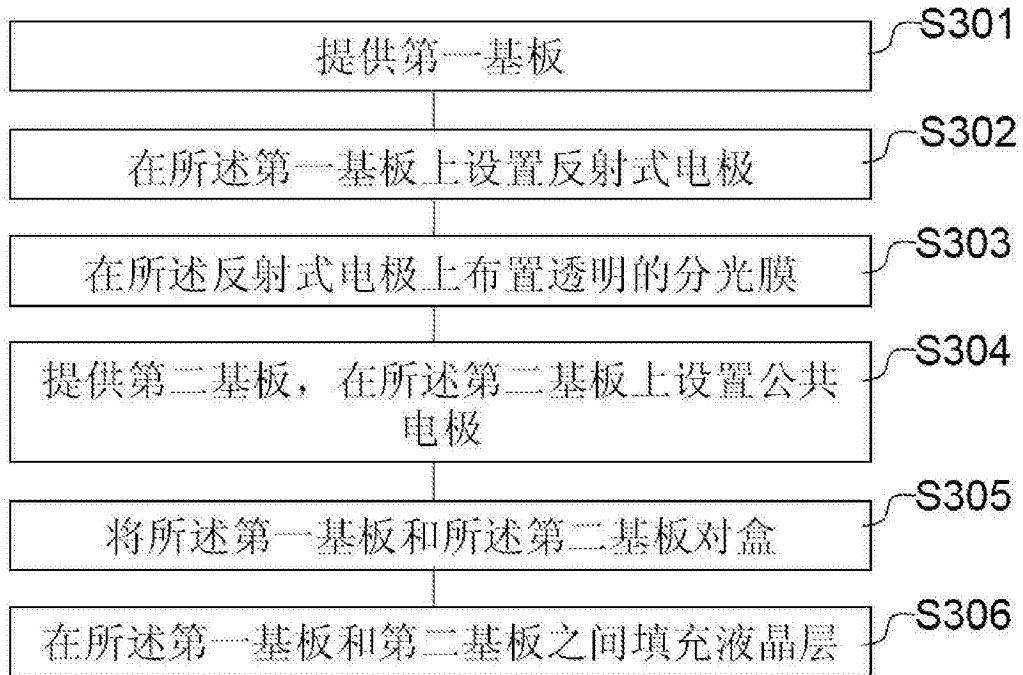 S301
提供第一基板
S302
在所述第一基板上设置反射式电极
S303
在所述反射式电极上布置透明的分光膜
S304
提供第二基板，在所述第二基板上设置公共
电极
S305
将所述第一基板和所述第二基板对盒
S306
在所述第一基板和第二基板之间填充液晶层